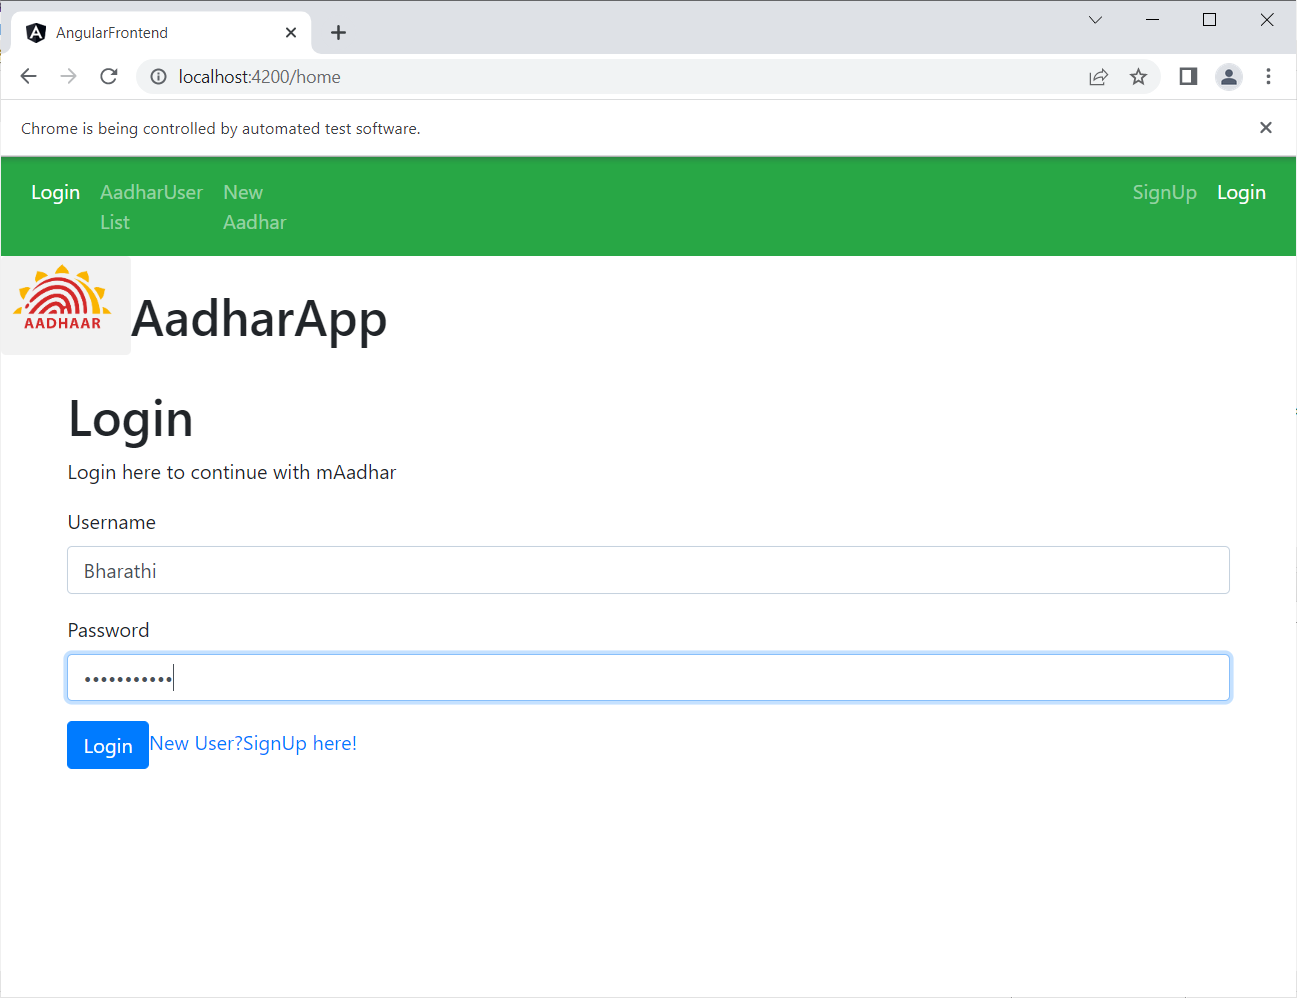 AngularFrontend
localhost:4200/home
Chrome is being controlled by automated test software.
Login AadharUser List New Aadhar SignUp Login
AADHAAR
AadharApp
Login
Login here to continue with mAadhar
Username
Bharathi
Password
•••••••••••
Login New User?SignUp here!